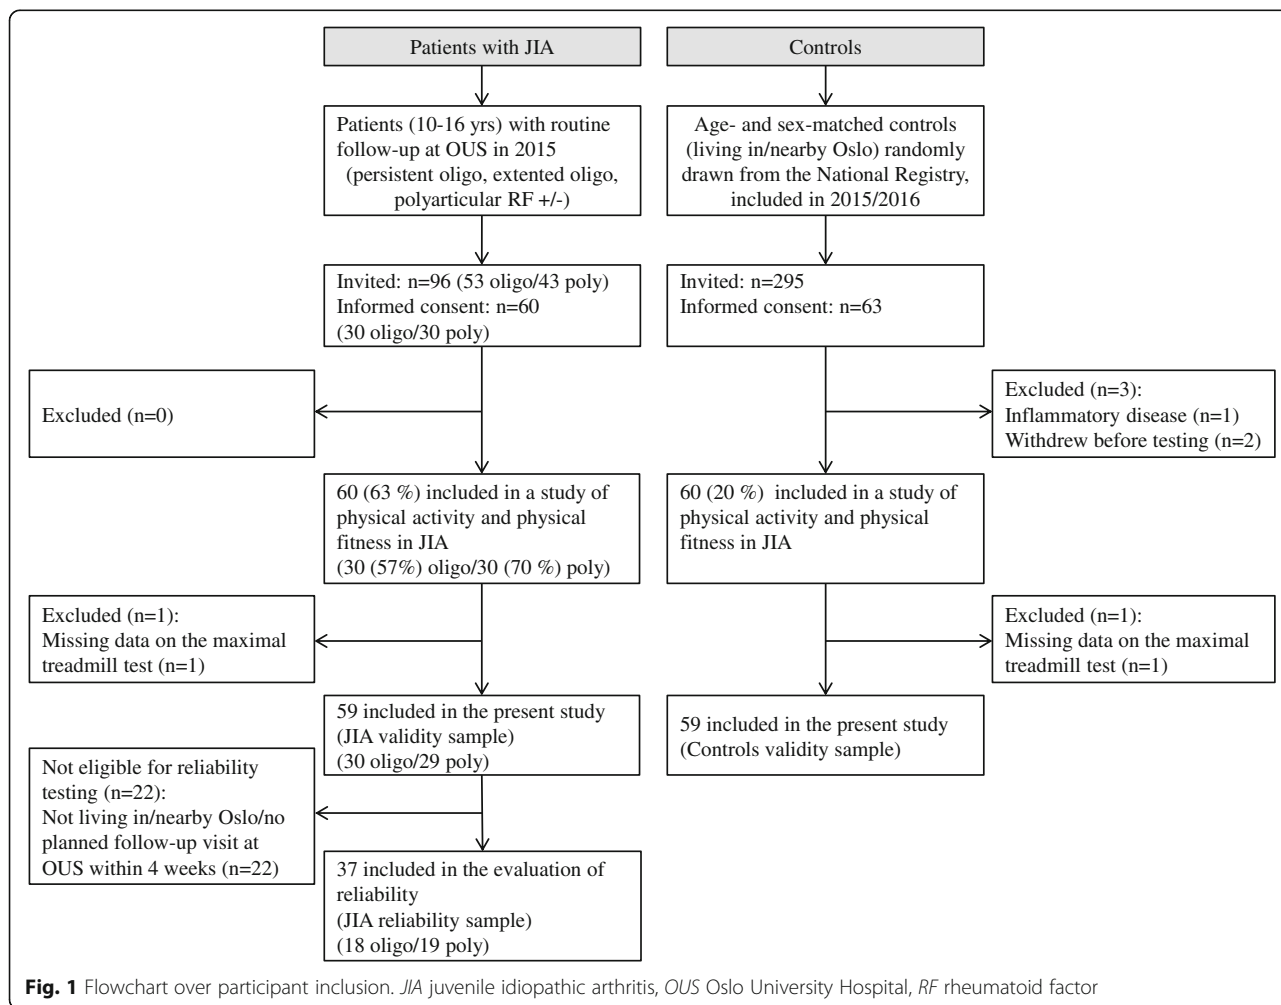 Patients with JIA
Controls
Patients (10-16 yrs) with routine
follow-up at OUS in 2015
(persistent oligo, extented oligo,
polyarticular RF +/-)
Age- and sex-matched controls
(living in/nearby Oslo) randomly
drawn from the National Registry,
included in 2015/2016
Invited: n=96 (53 oligo/43 poly)
Informed consent: n=60
(30 oligo/30 poly)
Invited: n=295
Informed consent: n=63
Excluded (n=0)
Excluded (n=3):
Inflammatory disease (n=1)
Withdrew before testing (n=2)
60 (63 %) included in a study of
physical activity and physical
fitness in JIA
(30 (57%) oligo/30 (70 %) poly)
60 (20 %) included in a study of
physical activity and physical
fitness in JIA
Excluded (n=1):
Missing data on the maximal
treadmill test (n=1)
Excluded (n=1):
Missing data on the maximal
treadmill test (n=1)
59 included in the present study
(JIA validity sample)
(30 oligo/29 poly)
59 included in the present study
(Controls validity sample)
Not eligible for reliability
testing (n=22):
Not living in/nearby Oslo/no
planned follow-up visit at
OUS within 4 weeks (n=22)
37 included in the evaluation of
reliability
(JIA reliability sample)
(18 oligo/19 poly)
Fig. 1 Flowchart over participant inclusion. JIA juvenile idiopathic arthritis, OUS Oslo University Hospital, RF rheumatoid factor